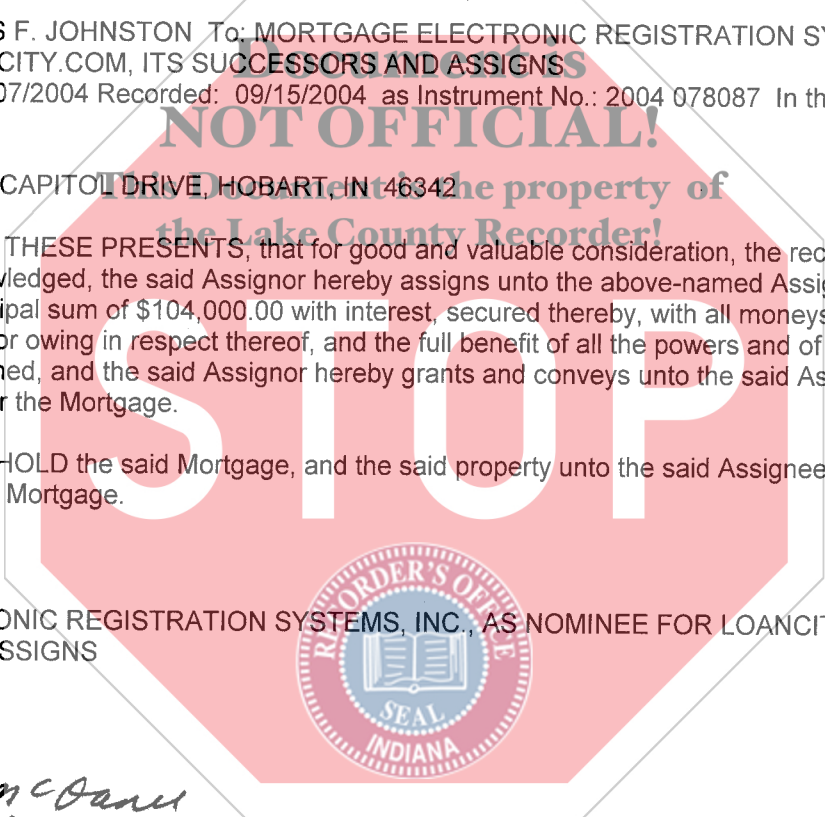 S F. JOHNSTON To: MORTGAGE ELECTRONIC REGISTRATION SY
CITY.COM, ITS SUCCESSORS AND ASSIGNS
Document is
07/2004 Recorded: 09/15/2004 as Instrument No.: 2004 078087 In th
NOT OFFICIAL!
CAPITOL DRIVE, HOBART, IN 46342
This Document is the property of
the Lake County Recorder!
THESE PRESENTS, that for good and valuable consideration, the rec
ledged, the said Assignor hereby assigns unto the above-named Assig
ipal sum of $104,000.00 with interest, secured thereby, with all moneys
or owing in respect thereof, and the full benefit of all the powers and of
ned, and the said Assignor hereby grants and conveys unto the said As
r the Mortgage.
STOP
HOLD the said Mortgage, and the said property unto the said Assignee
Mortgage.
RECORDER'S OFFICE
ONIC REGISTRATION SYSTEMS, INC., AS NOMINEE FOR LOANCIT
SSIGNS
SEAL
INDIANA